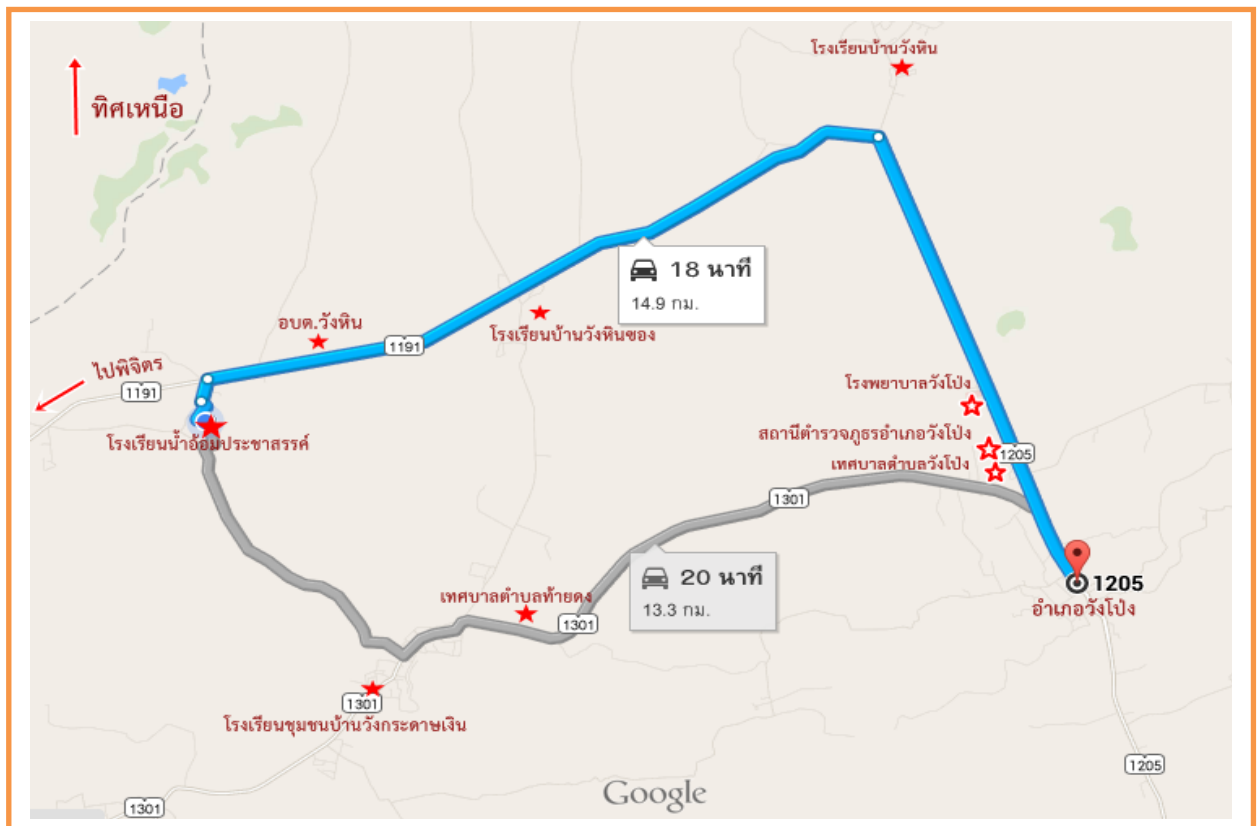 โรงเรียนบ้านวังหิน
ทิศเหนือ
18 นาที
14.9 กม.
อบต.วังหิน
โรงเรียนบ้านวังหินซอง
1191
ไปพิจิตร
1191
โรงพยาบาลวังโป่ง
โรงเรียนน้ำอ้อมประชาสรรค์
สถานีตำรวจภูธรอำเภอวังโป่ง
1205
เทศบาลตำบลวังโป่ง
1301
20 นาที
13.3 กม.
1205
เทศบาลตำบลท้ายดง
อำเภอวังโป่ง
1301
1301
โรงเรียนชุมชนบ้านวังกระดาษเงิน
1205
Google
1301